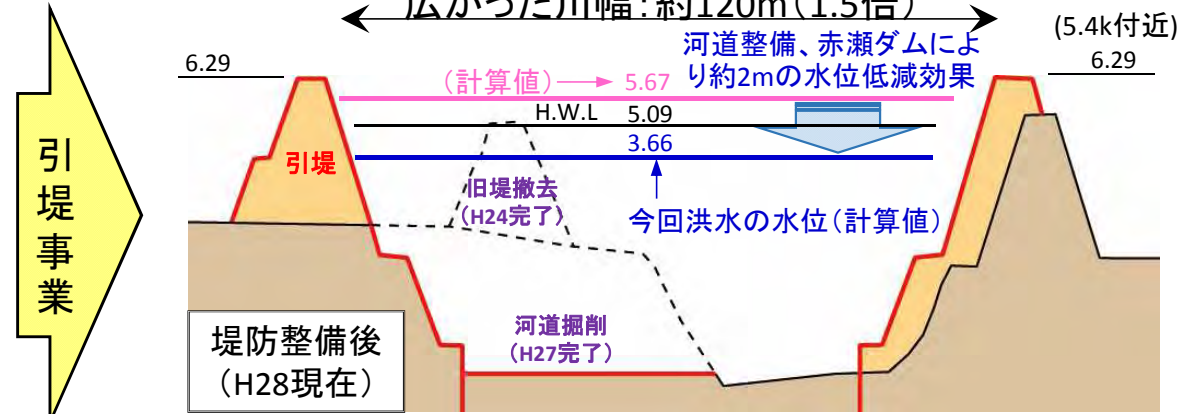 広がった川幅：約120m（1.5倍）
(5.4k付近)
6.29
6.29
河道整備、赤瀬ダムによ
り約2mの水位低減効果
（計算値）
5.67
H.W.L 5.09
3.66
引堤
旧堤撤去
（H24完了）
今回洪水の水位（計算値）
引堤事業
河道掘削
（H27完了）
堤防整備後
（H28現在）